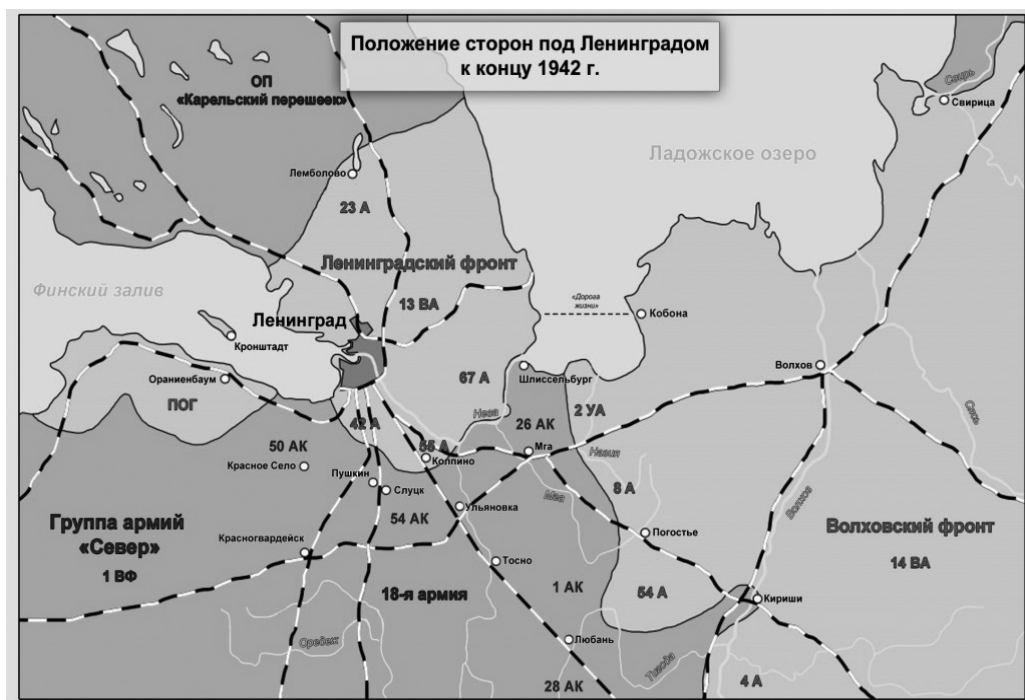 Положение сторон под Ленинградом
к концу 1942 г.
ОП
«Карельский перешеек»
Свирь
Свирица
Ладожское озеро
Лемболово
23 А
Ленинградский фронт
Финский залив
13 ВА
«Дорога
жизни»
Кобона
Ленинград
Кронштадт
Ораниенбаум
67 А
Шлиссельбург
Волхов
ПОГ
Нева
2 УА
Сясь
42 А
26 АК
50 АК
55 А
Мга
Назия
Красное Село
Колпино
Пушкин
Слуцк
8 А
Мга
Волхов
Ульяновка
54 АК
Группа армий
«Север»
Красногвардейск
Погостье
Волховский фронт
1 ВФ
Тосно
14 ВА
18-я армия
1 АК
54 А
Кириши
Оредеж
Любань
Тигода
28 АК
4 А